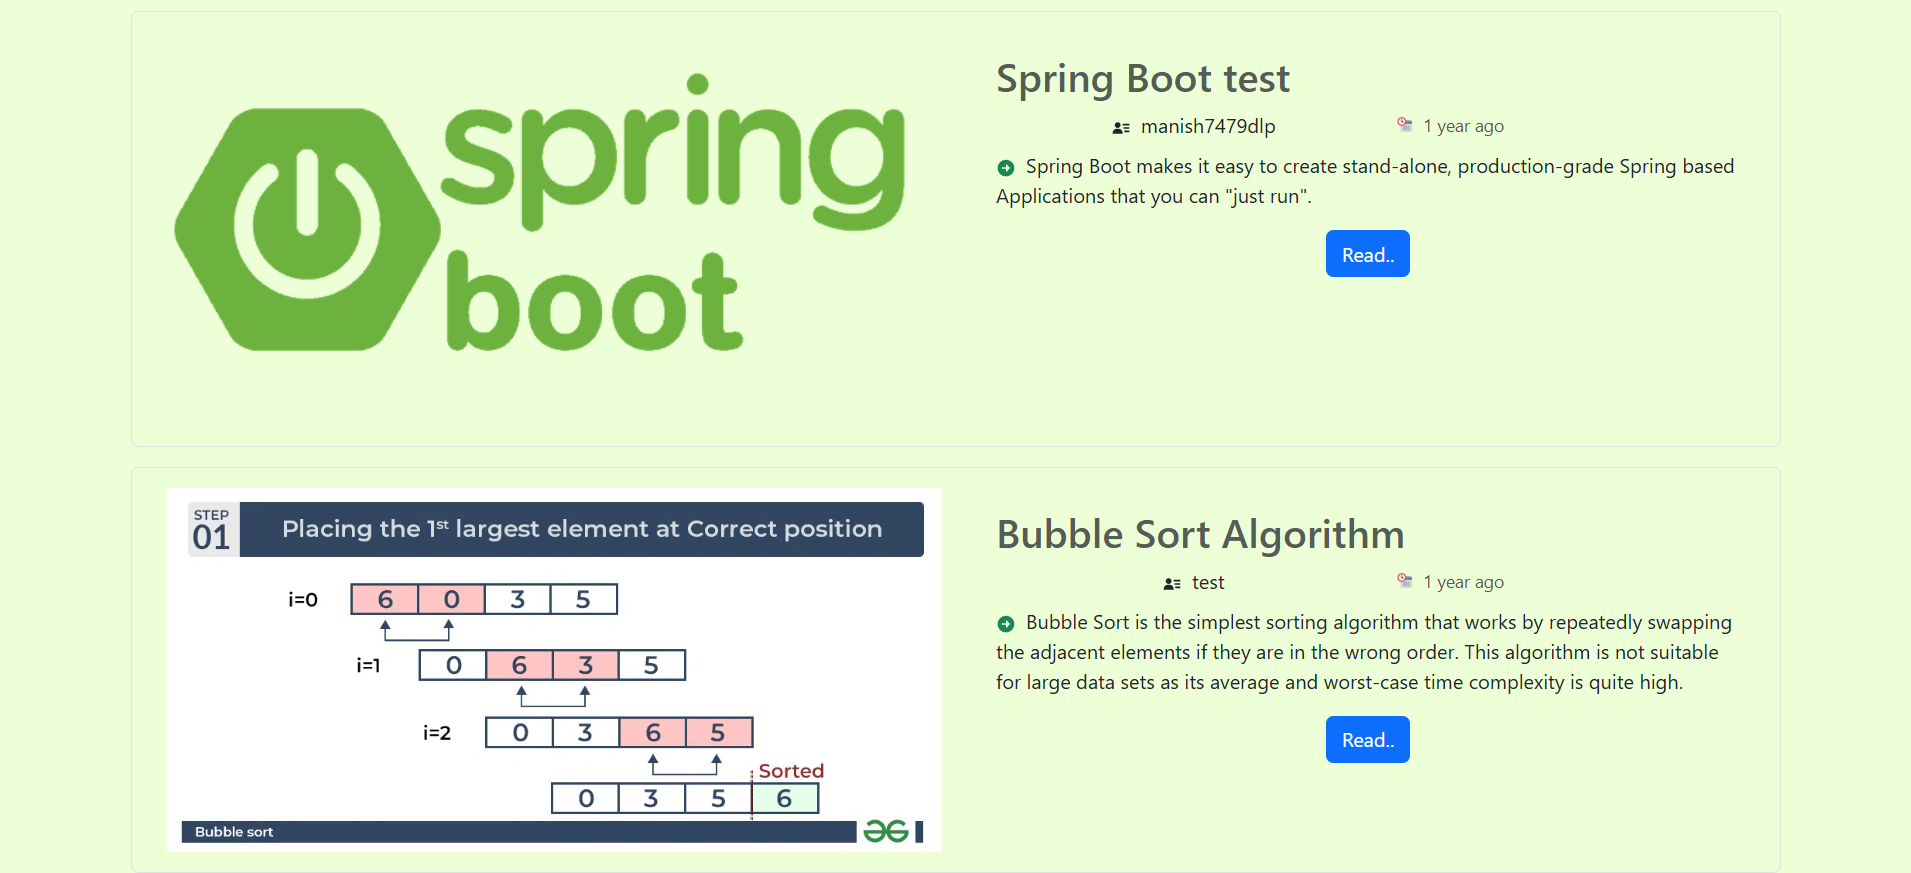 spring
boot
Spring Boot test
manish7479dlp
1 year ago
Spring Boot makes it easy to create stand-alone, production-grade Spring based
Applications that you can "just run".
Read..
STEP
01
Placing the 1st largest element at Correct position
i=0
6 0 3 5
i=1
0 6 3 5
i=2
0 3 6 5
Sorted
0 3 5 6
Bubble sort
Bubble Sort Algorithm
test
1 year ago
Bubble Sort is the simplest sorting algorithm that works by repeatedly swapping
the adjacent elements if they are in the wrong order. This algorithm is not suitable
for large data sets as its average and worst-case time complexity is quite high.
Read..